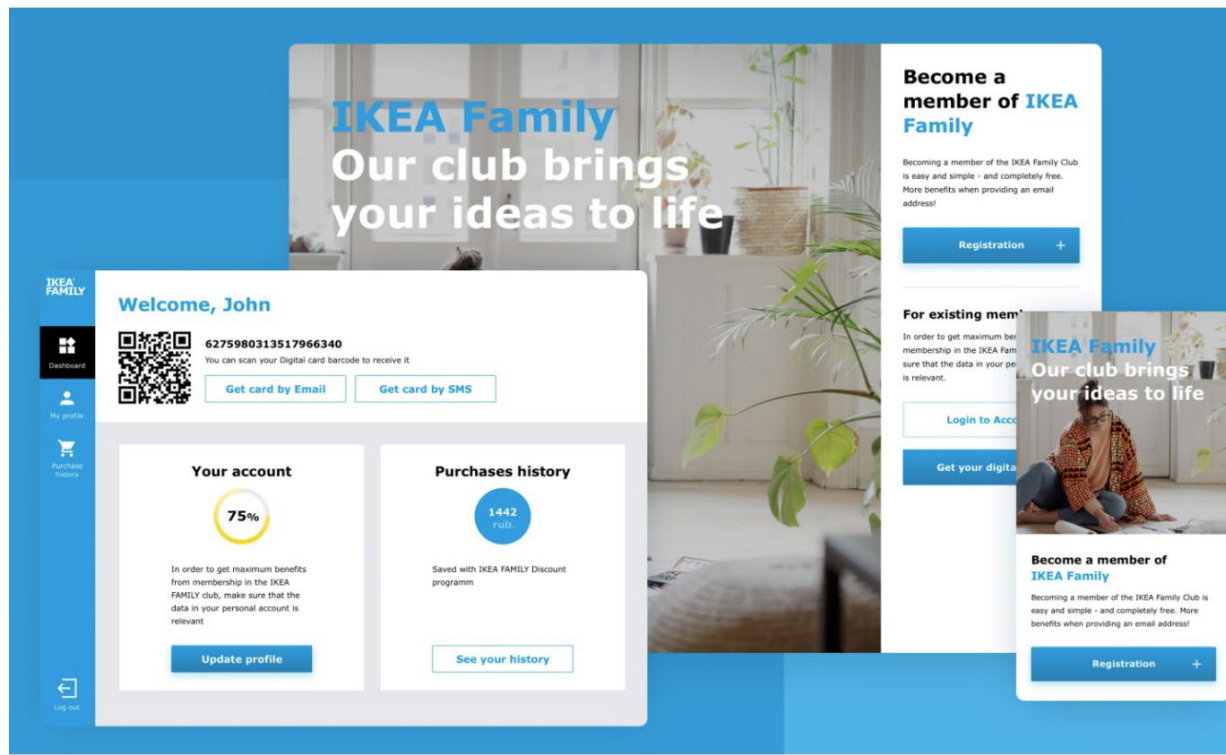 IKEA Family
Our club brings
your ideas to life
Become a
member of IKEA
Family
Becoming a member of the IKEA Family Club
is easy and simple - and completely free.
More benefits when providing an email
address!
Registration +
For existing mem
In order to get maximum be
membership in the IKEA Fam
sure that the data in your pe
is relevant.
Login to Acco
Get your digita
IKEA
FAMILY
Dashboard
My profile
Purchase
history
Log out
Welcome, John
6275980313517966340
You can scan your Digital card barcode to receive it
Get card by Email
Get card by SMS
Your account
75%
In order to get maximum benefits
from membership in the IKEA
FAMILY club, make sure that the
data in your personal account is
relevant
Update profile
Purchases history
1442
rub.
Saved with IKEA FAMILY Discount
programm
See your history
IKEA Family
Our club brings
your ideas to life
Become a member of
IKEA Family
Becoming a member of the IKEA Family Club is
easy and simple - and completely free. More
benefits when providing an email address!
Registration +